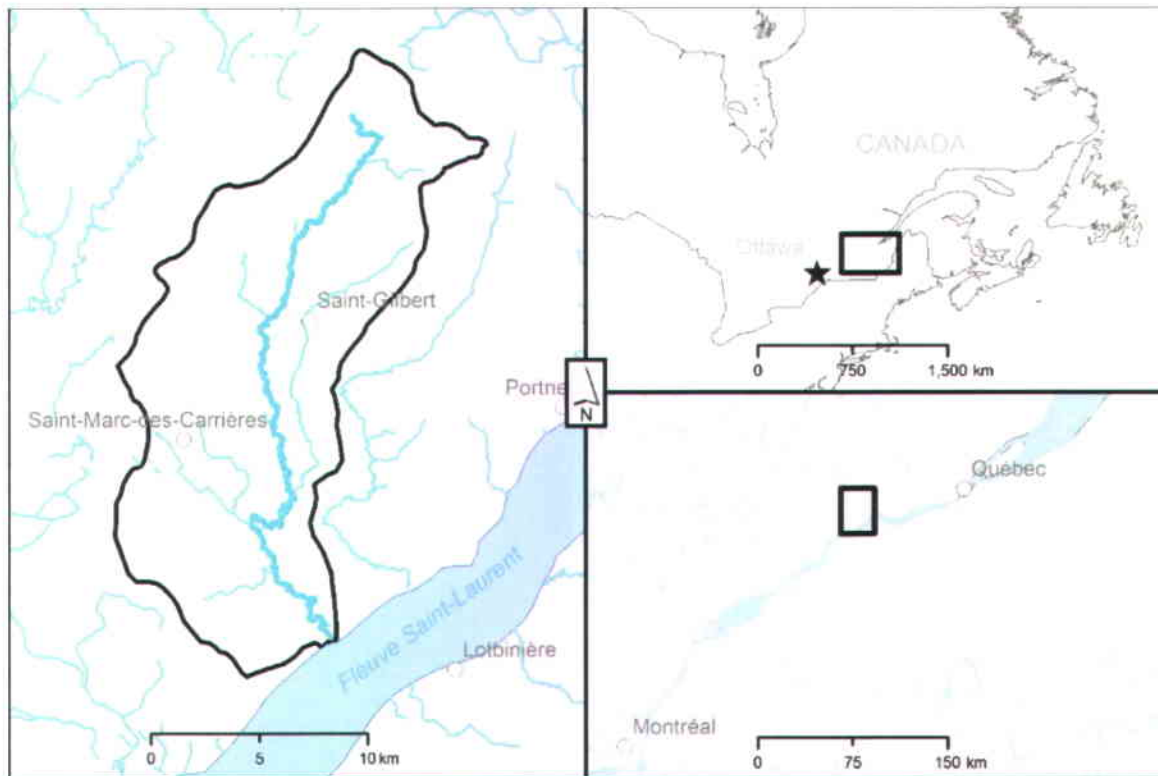 Saint-Gilbert
Saint-Marc-des-Carrières
Portne
Fleuve Saint-Laurent
Lotbinière
0 5 10 km
N
CANADA
Ottawa
0 750 1,500 km
Québec
Montréal
0 75 150 km